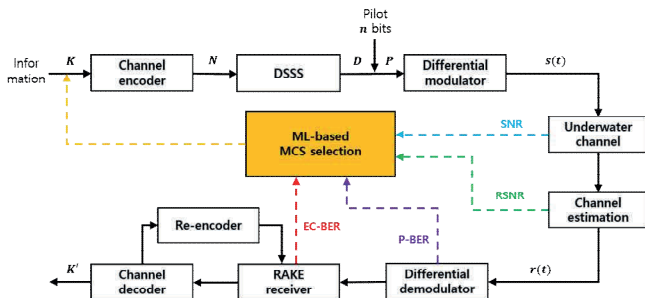 Pilot
n bits
Infor
mation
K
Channel
encoder
N
DSSS
D
P
Differential
modulator
s(t)
ML-based
MCS selection
SNR
Underwater
channel
RSNR
Channel
estimation
Re-encoder
EC-BER
P-BER
K'
Channel
decoder
RAKE
receiver
Differential
demodulator
r(t)